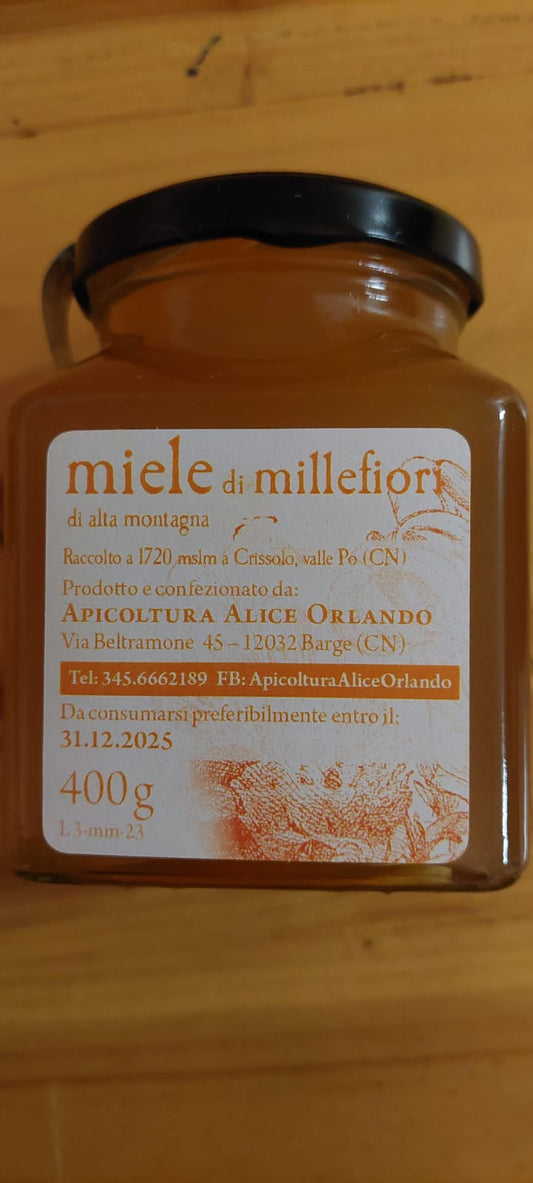 miele di millefiori
di alta montagna
Raccolto a 1720 mslm a Crissolo, valle Po (CN)
Prodotto e confezionato da:
APICOLTURA ALICE ORLANDO
Via Beltramone 45 – 12032 Barge (CN)
Tel: 345.6662189 FB: ApicolturaAliceOrlando
Da consumarsi preferibilmente entro il:
31.12.2025
400 g
L 3-mm-23